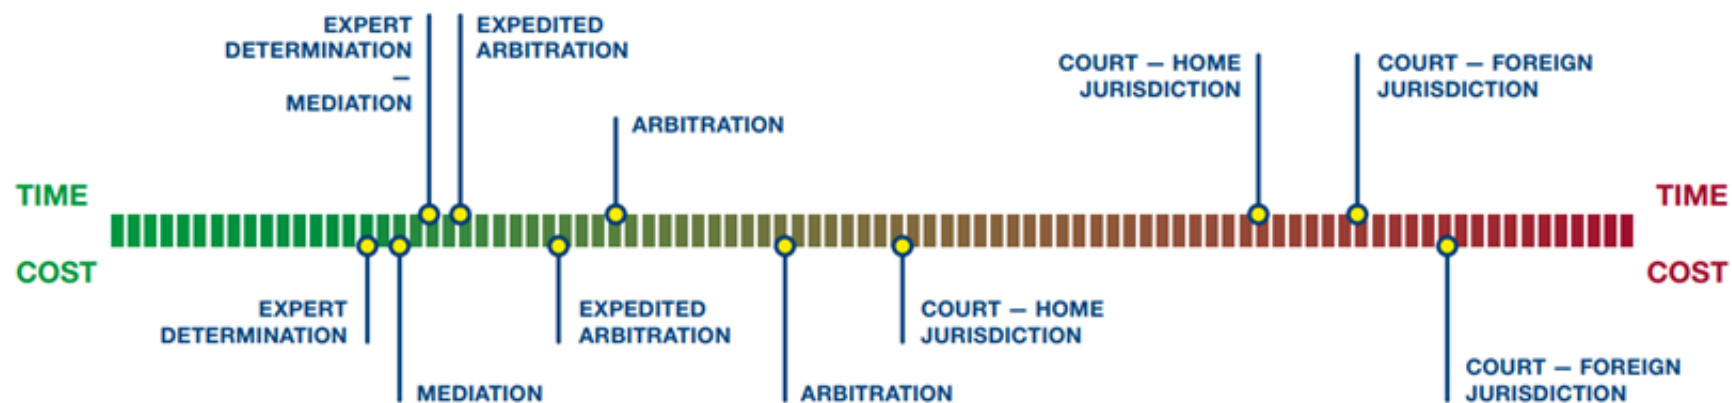 EXPERT
DETERMINATION
–
MEDIATION
EXPEDITED
ARBITRATION
ARBITRATION
COURT – HOME
JURISDICTION
COURT – FOREIGN
JURISDICTION
TIME
TIME
COST
COST
EXPERT
DETERMINATION
MEDIATION
EXPEDITED
ARBITRATION
ARBITRATION
COURT – HOME
JURISDICTION
COURT – FOREIGN
JURISDICTION